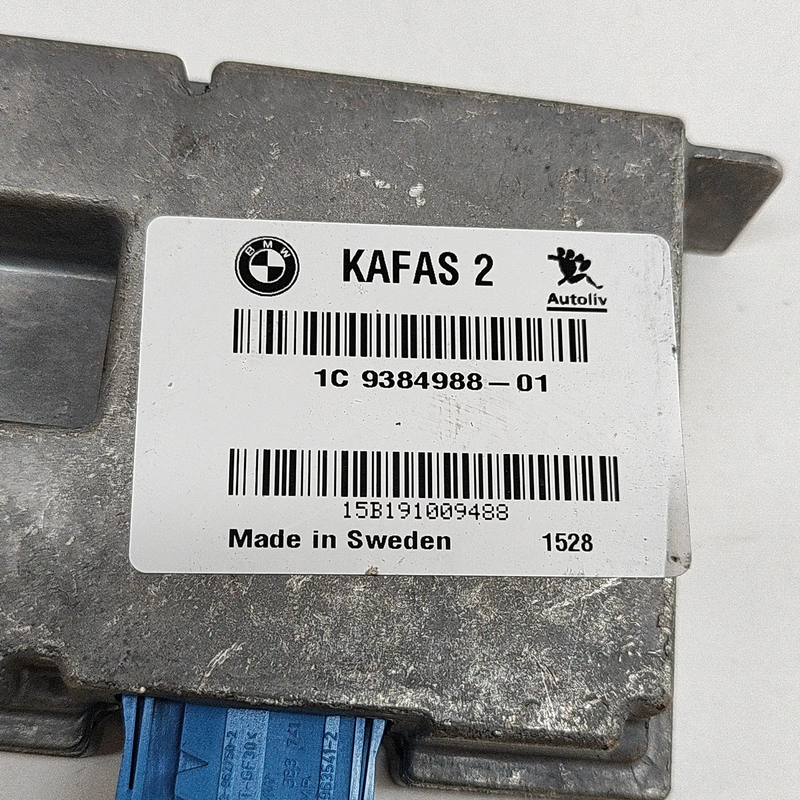 BMW
KAFAS 2
Autoliv
1C 9384988-01
15B191009488
Made in Sweden 1528